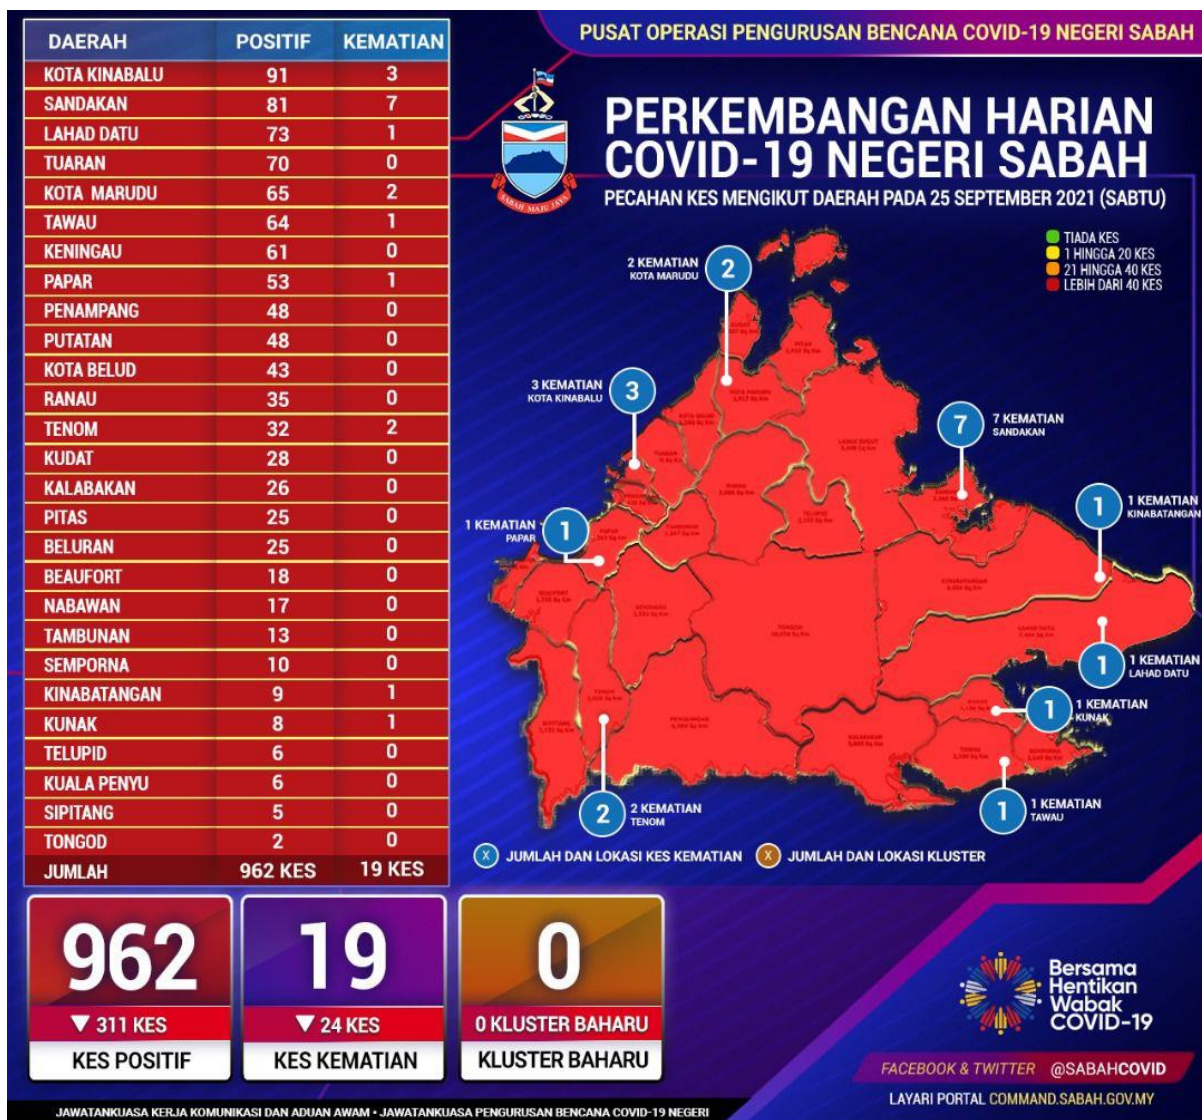 DAERAH POSITIF KEMATIAN
KOTA KINABALU 91 3
SANDAKAN 81 7
LAHAD DATU 73 1
TUARAN 70 0
KOTA MARUDU 65 2
TAWAU 64 1
KENINGAU 61 0
PAPAR 53 1
PENAMPANG 48 0
PUTATAN 48 0
KOTA BELUD 43 0
RANAU 35 0
TENOM 32 2
KUDAT 28 0
KALABAKAN 26 0
PITAS 25 0
BELURAN 25 0
BEAUFORT 18 0
NABAWAN 17 0
TAMBUNAN 13 0
SEMPORNA 10 0
KINABATANGAN 9 1
KUNAK 8 1
TELUPID 6 0
KUALA PENYU 6 0
SIPITANG 5 0
TONGOD 2 0
JUMLAH 962 KES 19 KES
PUSAT OPERASI PENGURUSAN BENCANA COVID-19 NEGERI SABAH
SABAH MAJU JAYA
PERKEMBANGAN HARIAN
COVID-19 NEGERI SABAH
PECAHAN KES MENGIKUT DAERAH PADA 25 SEPTEMBER 2021 (SABTU)
TIADA KES
1 HINGGA 20 KES
21 HINGGA 40 KES
LEBIH DARI 40 KES
2 KEMATIAN
KOTA MARUDU
2
3 KEMATIAN
KOTA KINABALU
3
7
7 KEMATIAN
SANDAKAN
1
1 KEMATIAN
KINABATANGAN
1 KEMATIAN
PAPAR
1
1
1 KEMATIAN
LAHAD DATU
1
1 KEMATIAN
KUNAK
2
2 KEMATIAN
TENOM
1
1 KEMATIAN
TAWAU
KUDAT
PITAS
TELUPID
TONGOD
KINABATANGAN
LAHAD DATU
KALABAKAN
X JUMLAH DAN LOKASI KES KEMATIAN
X JUMLAH DAN LOKASI KLUSTER
962
▼ 311 KES
KES POSITIF
19
▼ 24 KES
KES KEMATIAN
0
0 KLUSTER BAHARU
KLUSTER BAHARU
Bersama
Hentikan
Wabak
COVID-19
FACEBOOK & TWITTER @SABAHCOVID
LAYARI PORTAL COMMAND.SABAH.GOV.MY
JAWATANKUASA KERJA KOMUNIKASI DAN ADUAN AWAM • JAWATANKUASA PENGURUSAN BENCANA COVID-19 NEGERI